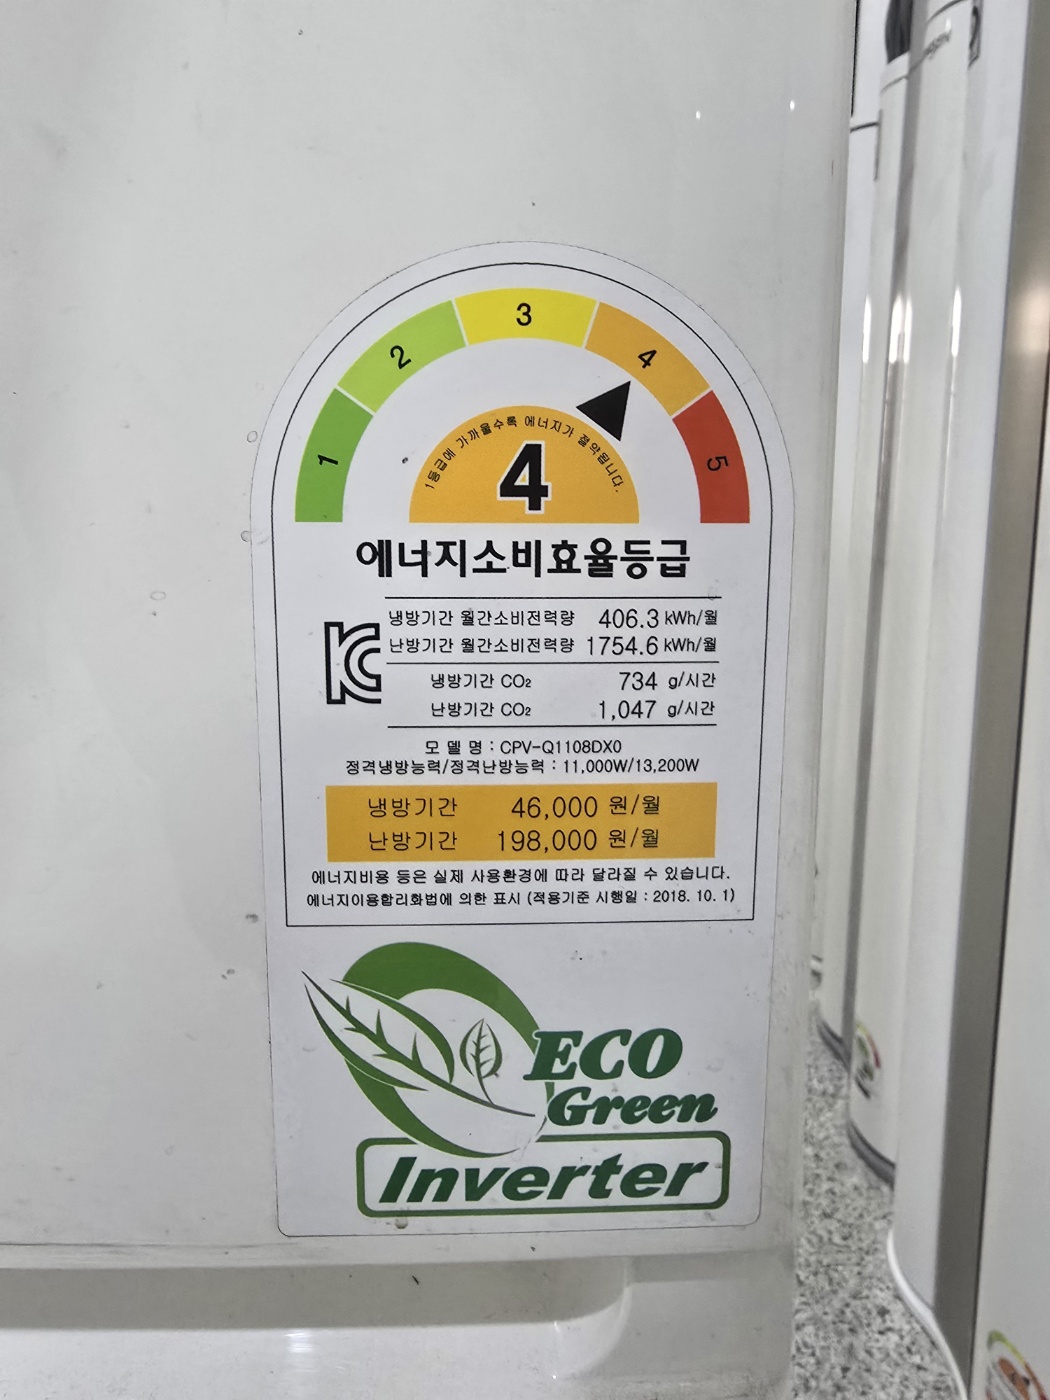 1
2
3
4
5
1등급에 가까울수록 에너지가 절약됩니다.
4
에너지소비효율등급
냉방기간 월간소비전력량 406.3 kWh/월
난방기간 월간소비전력량 1754.6 kWh/월
냉방기간 CO₂ 734 g/시간
난방기간 CO₂ 1,047 g/시간
모 델 명 : CPV-Q1108DX0
정격냉방능력/정격난방능력 : 11,000W/13,200W
냉방기간 46,000 원/월
난방기간 198,000 원/월
에너지비용 등은 실제 사용환경에 따라 달라질 수 있습니다.
에너지이용합리화법에 의한 표시 (적용기준 시행일 : 2018. 10. 1)
ECO
Green
Inverter